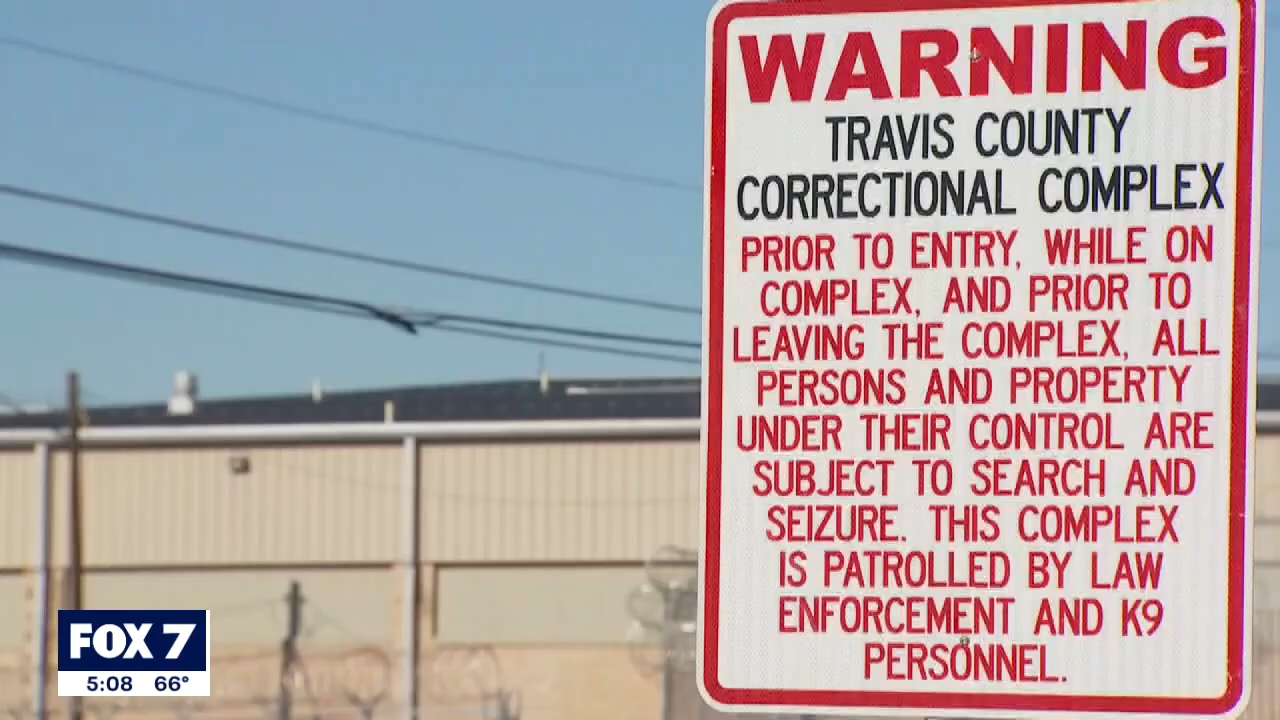 WARNING
TRAVIS COUNTY
CORRECTIONAL COMPLEX
PRIOR TO ENTRY, WHILE ON
COMPLEX, AND PRIOR TO
LEAVING THE COMPLEX, ALL
PERSONS AND PROPERTY
UNDER THEIR CONTROL ARE
SUBJECT TO SEARCH AND
SEIZURE. THIS COMPLEX
IS PATROLLED BY LAW
ENFORCEMENT AND K9
PERSONNEL.
FOX 7
5:08 66°